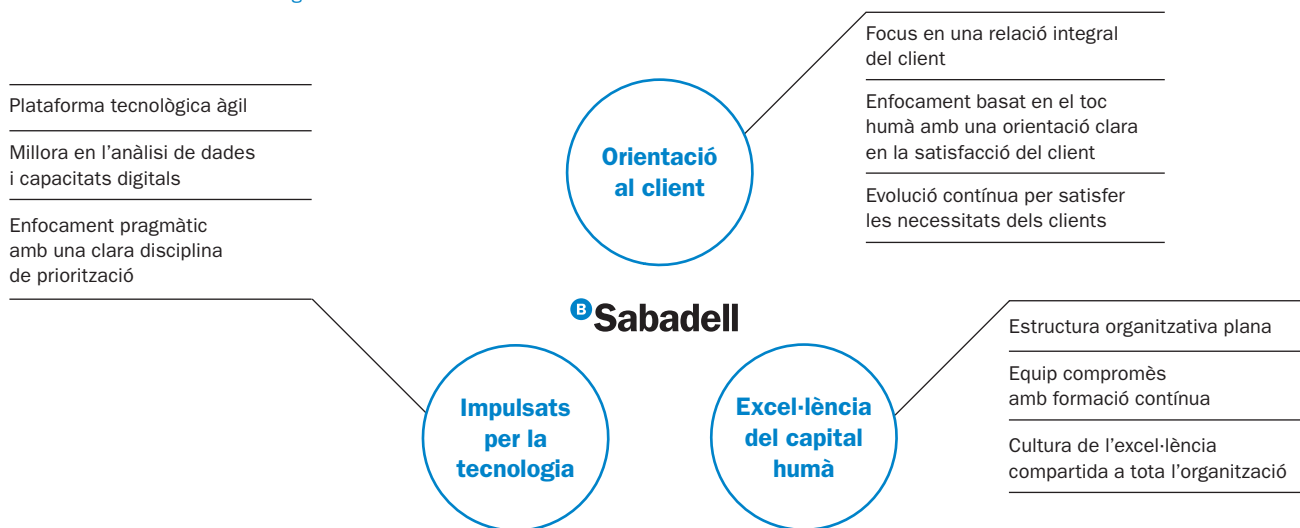 Focus en una relació integral
del client
Enfocament basat en el toc
humà amb una orientació clara
en la satisfacció del client
Evolució contínua per satisfer
les necessitats dels clients
Orientació
al client
Plataforma tecnològica àgil
Millora en l’anàlisi de dades
i capacitats digitals
Enfocament pragmàtic
amb una clara disciplina
de priorització
B Sabadell
Impulsats
per la
tecnologia
Excel·lència
del capital
humà
Estructura organitzativa plana
Equip compromès
amb formació contínua
Cultura de l’excel·lència
compartida a tota l’organització